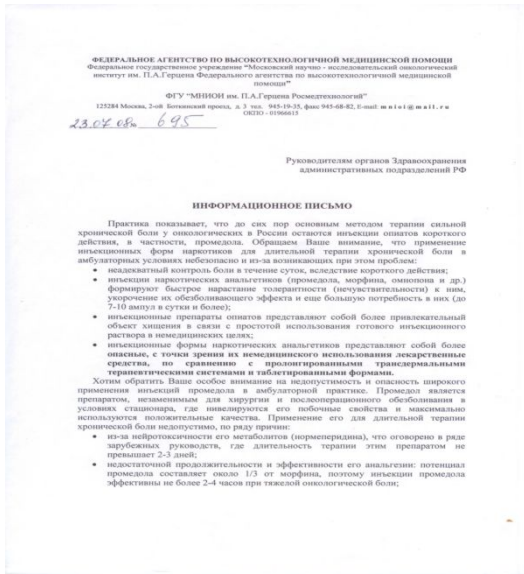 ФЕДЕРАЛЬНОЕ АГЕНТСТВО ПО ВЫСОКОТЕХНОЛОГИЧНОЙ МЕДИЦИНСКОЙ ПОМОЩИ
Федеральное государственное учреждение "Московский научно - исследовательский онкологический
институт им. П.А.Герцена Федерального агентства по высокотехнологичной медицинской
помощи"
ФГУ "МНИОИ им. П.А.Герцена Росмедтехнологий"
125284 Москва, 2-ой Боткинский проезд, д. 3 тел. 945-19-35, факс 945-68-82, E-mail: mnioi@mail.ru
ОКПО - 01966615
23.07.08г. 695
Руководителям органов Здравоохранения
административных подразделений РФ
ИНФОРМАЦИОННОЕ ПИСЬМО
Практика показывает, что до сих пор основным методом терапии сильной
хронической боли у онкологических в России остаются инъекции опиатов короткого
действия, в частности, промедола. Обращаем Ваше внимание, что применение
инъекционных форм наркотиков для длительной терапии хронической боли в
амбулаторных условиях небезопасно и из-за возникающих при этом проблем:
• неадекватный контроль боли в течение суток, вследствие короткого действия;
• инъекции наркотических анальгетиков (промедола, морфина, омнопона и др.)
формируют быстрое нарастание толерантности (нечувствительности) к ним,
укорочение их обезболивающего эффекта и еще большую потребность в них (до
7-10 ампул в сутки и более);
• инъекционные препараты опиатов представляют собой более привлекательный
объект хищения в связи с простотой использования готового инъекционного
раствора в немедицинских целях;
• инъекционные формы наркотических анальгетиков представляют собой более
опасные, с точки зрения их немедицинского использования лекарственные
средства, по сравнению с пролонгированными трансдермальными
терапевтическими системами и таблетированными формами.
Хотим обратить Ваше особое внимание на недопустимость и опасность широкого
применения инъекций промедола в амбулаторной практике. Промедол является
препаратом, незаменимым для хирургии и послеоперационного обезболивания в
условиях стационара, где нивелируются его побочные свойства и максимально
используются положительные качества. Применение его для длительной терапии
хронической боли недопустимо, по ряду причин:
• из-за нейротоксичности его метаболитов (нормеперидина), что оговорено в ряде
зарубежных руководств, где длительность терапии этим препаратом не
превышает 2-3 дней;
• недостаточной продолжительности и эффективности его анальгезии: потенциал
промедола составляет около 1/3 от морфина, поэтому инъекции промедола
эффективны не более 2-4 часов при тяжелой онкологической боли;